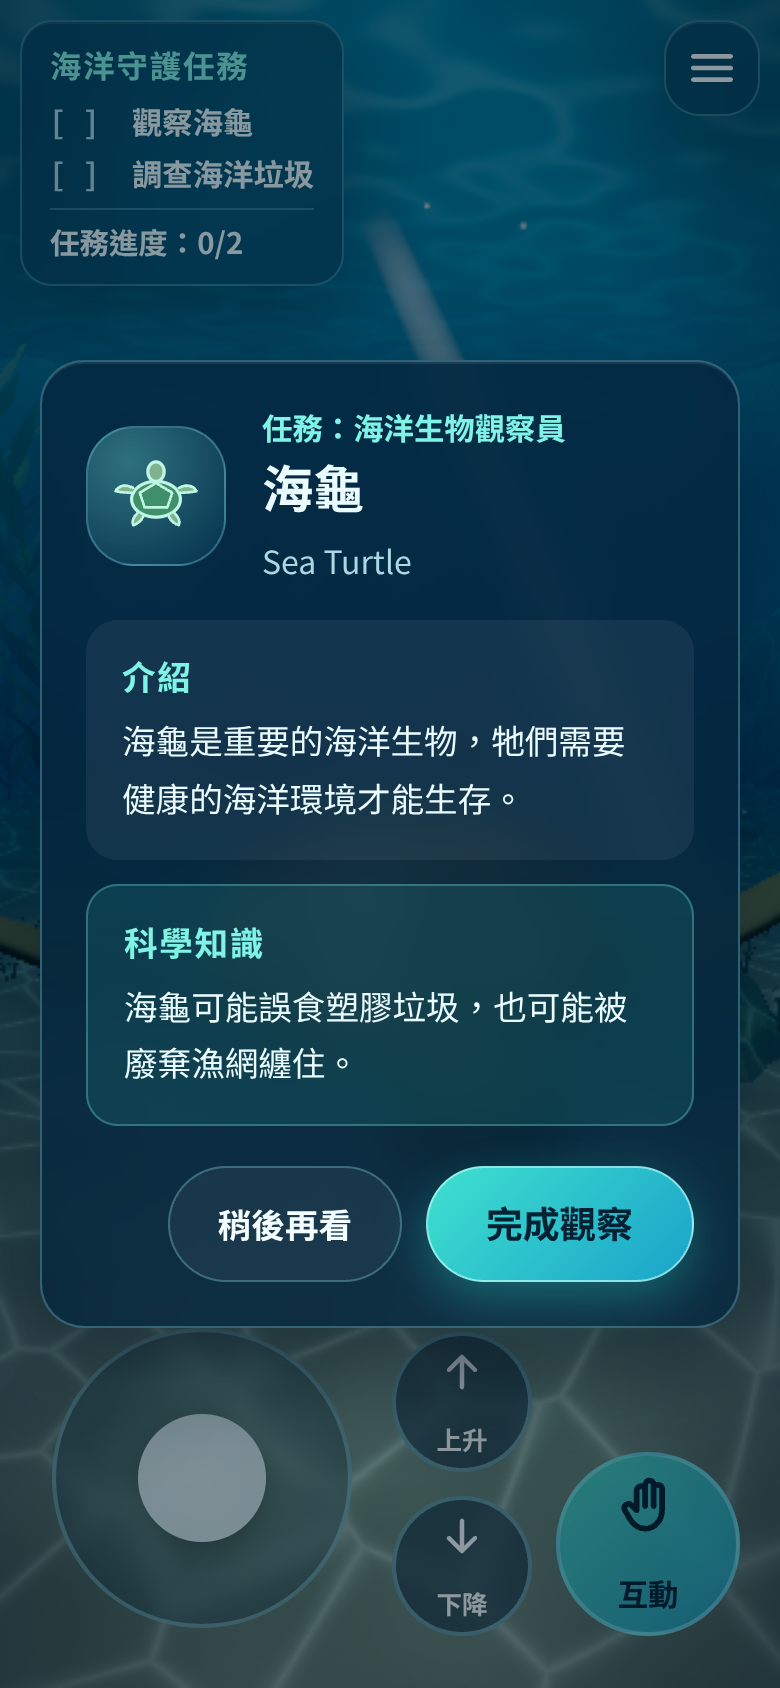 海洋守護任務
[ ] 觀察海龜
[ ] 調查海洋垃圾
任務進度：0/2
任務：海洋生物觀察員
海龜
Sea Turtle
介紹
海龜是重要的海洋生物，牠們需要
健康的海洋環境才能生存。
科學知識
海龜可能誤食塑膠垃圾，也可能被
廢棄漁網纏住。
稍後再看
完成觀察
上升
下降
互動